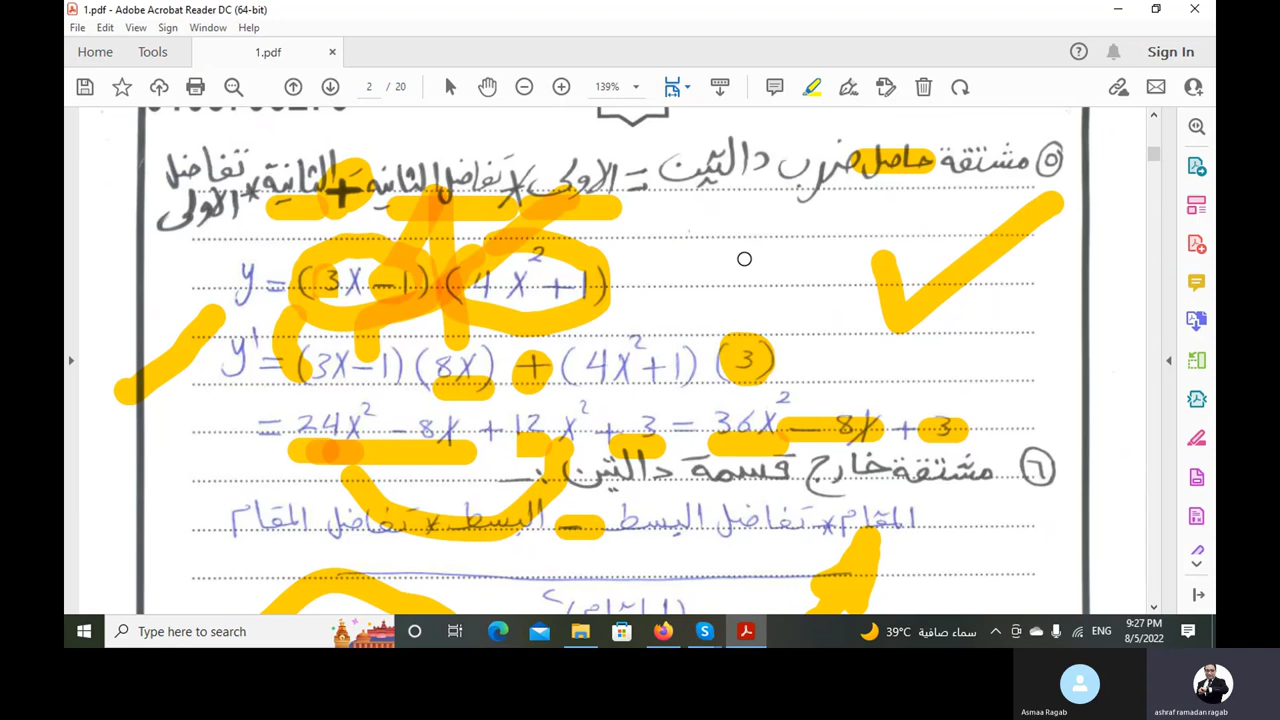 1.pdf - Adobe Acrobat Reader DC (64-bit)
File Edit View Sign Window Help
Home Tools 1.pdf × Sign In
2 / 20 139%
⑤ مشتقة حاصل ضرب دالتين = الاولى * تفاضل الثانية + الثانية * تفاضل
الاولى
y = (3x-1)(4x²+1)
y' = (3x-1)(8x) + (4x²+1)(3)
= 24x² - 8x + 12x² + 3 = 36x² - 8x + 3
⑥ مشتقة خارج قسمة دالتين :-
المقام * تفاضل البسط - البسط * تفاضل المقام
Type here to search
39°C سماء صافية ENG 9:27 PM
8/5/2022
Asmaa Ragab
ashraf ramadan ragab